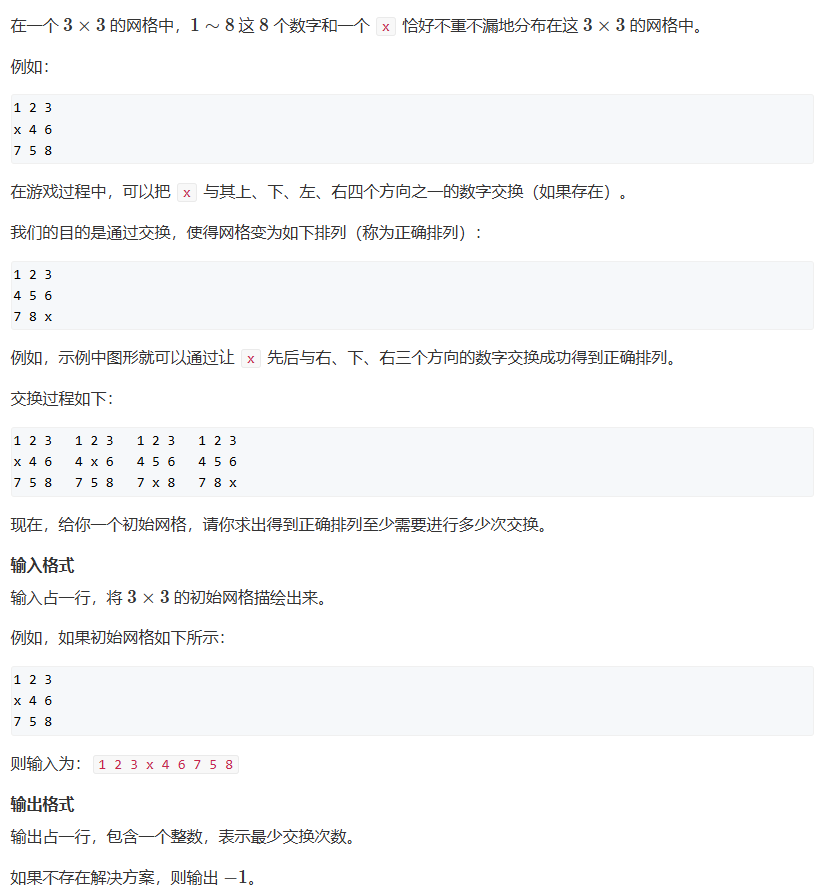 在一个 3 × 3 的网格中，1 ∼ 8 这 8 个数字和一个 x 恰好不重不漏地分布在这 3 × 3 的网格中。
例如：
1 2 3
x 4 6
7 5 8
在游戏过程中，可以把 x 与其上、下、左、右四个方向之一的数字交换（如果存在）。
我们的目的是通过交换，使得网格变为如下排列（称为正确排列）：
1 2 3
4 5 6
7 8 x
例如，示例中图形就可以通过让 x 先后与右、下、右三个方向的数字交换成功得到正确排列。
交换过程如下：
1 2 3   1 2 3   1 2 3   1 2 3
x 4 6   4 x 6   4 5 6   4 5 6
7 5 8   7 5 8   7 x 8   7 8 x
现在，给你一个初始网格，请你求出得到正确排列至少需要进行多少次交换。
输入格式
输入占一行，将 3 × 3 的初始网格描绘出来。
例如，如果初始网格如下所示：
1 2 3
x 4 6
7 5 8
则输入为： 1 2 3 x 4 6 7 5 8
输出格式
输出占一行，包含一个整数，表示最少交换次数。
如果不存在解决方案，则输出 −1。